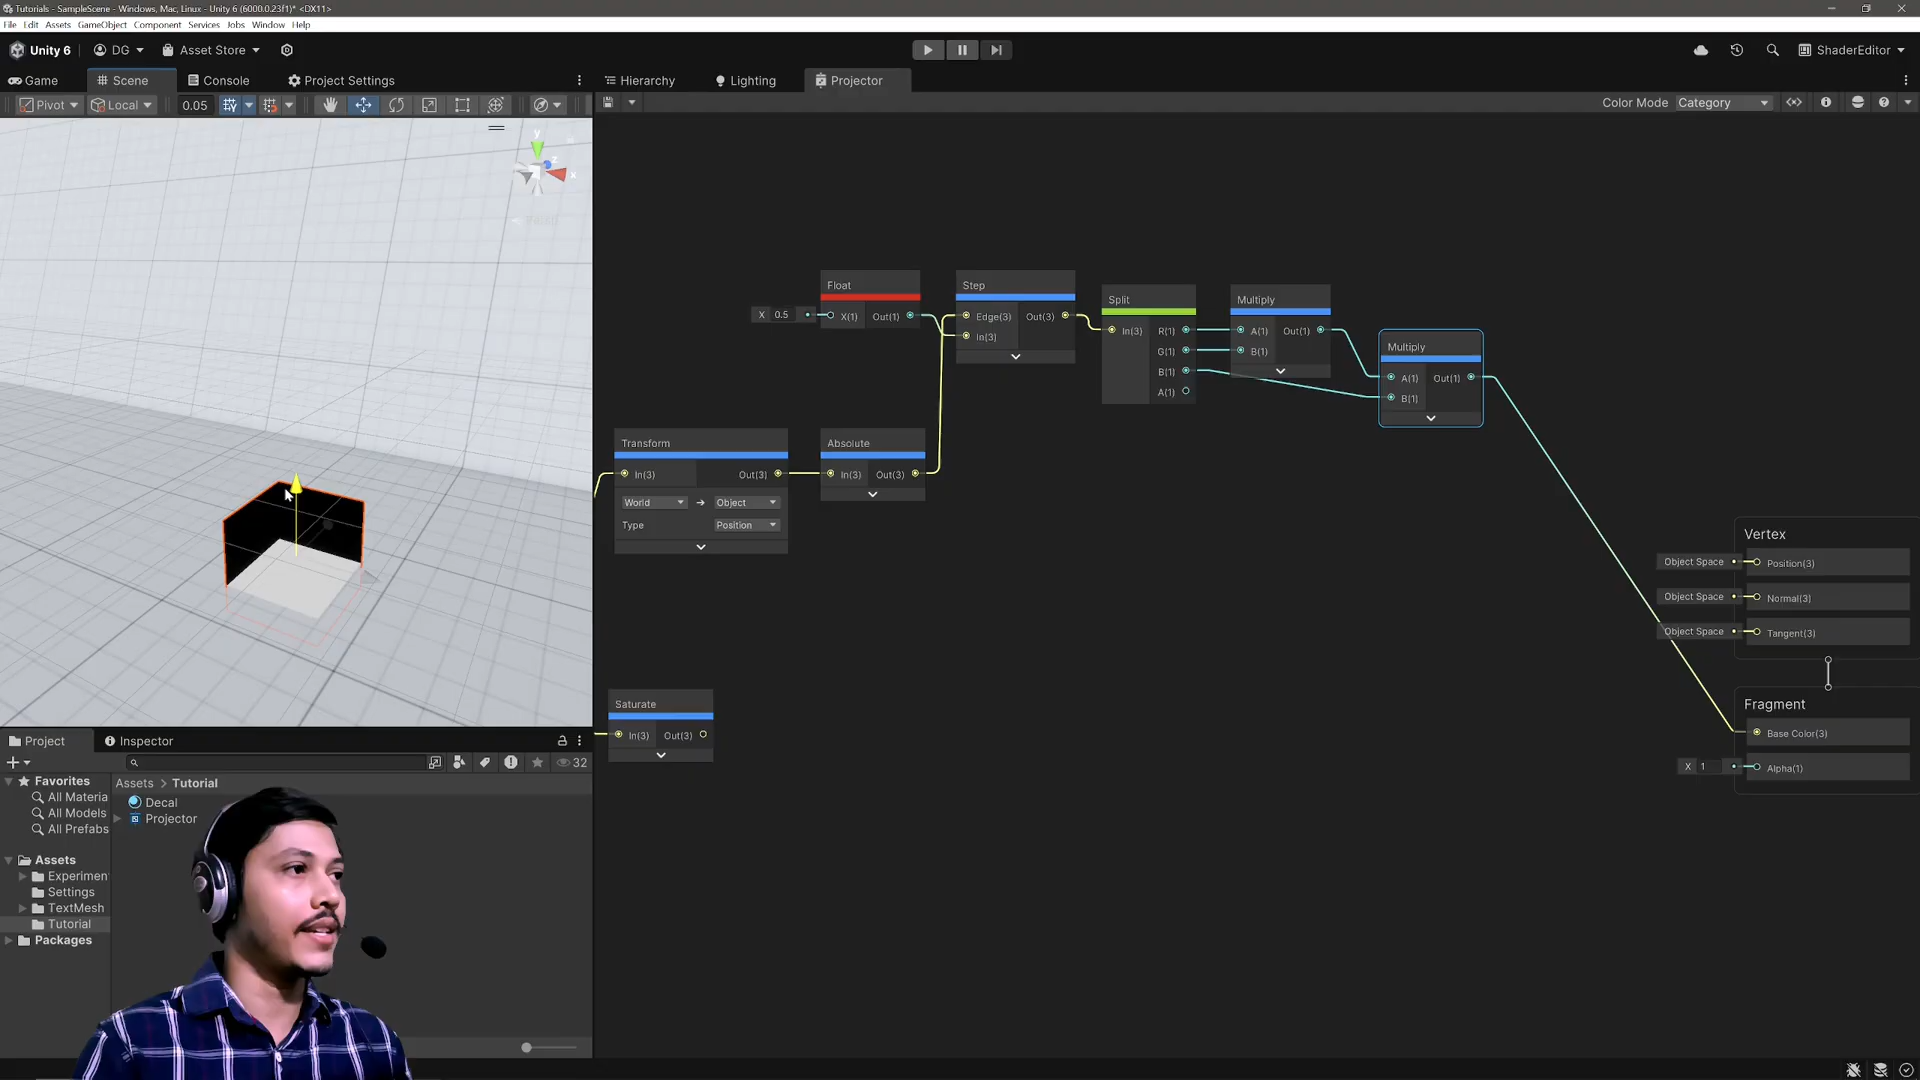 Tutorials - SampleScene - Windows, Mac, Linux - Unity 6 (6000.0.23f1)* <DX11>
File Edit Assets GameObject Component Services Jobs Window Help
Unity 6 DG Asset Store ShaderEditor
Game Scene Console Project Settings
Hierarchy Lighting Projector
Pivot Local 0.05
Color Mode Category
y
z
x
Float
X 0.5 X(1) Out(1)
Step
Edge(3) Out(3)
In(3)
Split
In(3) R(1)
G(1)
B(1)
A(1)
Multiply
A(1) Out(1)
B(1)
Multiply
A(1) Out(1)
B(1)
Transform
In(3) Out(3)
World → Object
Type Position
Absolute
In(3) Out(3)
Saturate
In(3) Out(3)
Vertex
Object Space Position(3)
Object Space Normal(3)
Object Space Tangent(3)
Fragment
Base Color(3)
X 1 Alpha(1)
Project Inspector
32
Favorites
All Materia
All Models
All Prefabs
Assets
Experimen
Settings
TextMesh
Tutorial
Packages
Assets > Tutorial
Decal
Projector